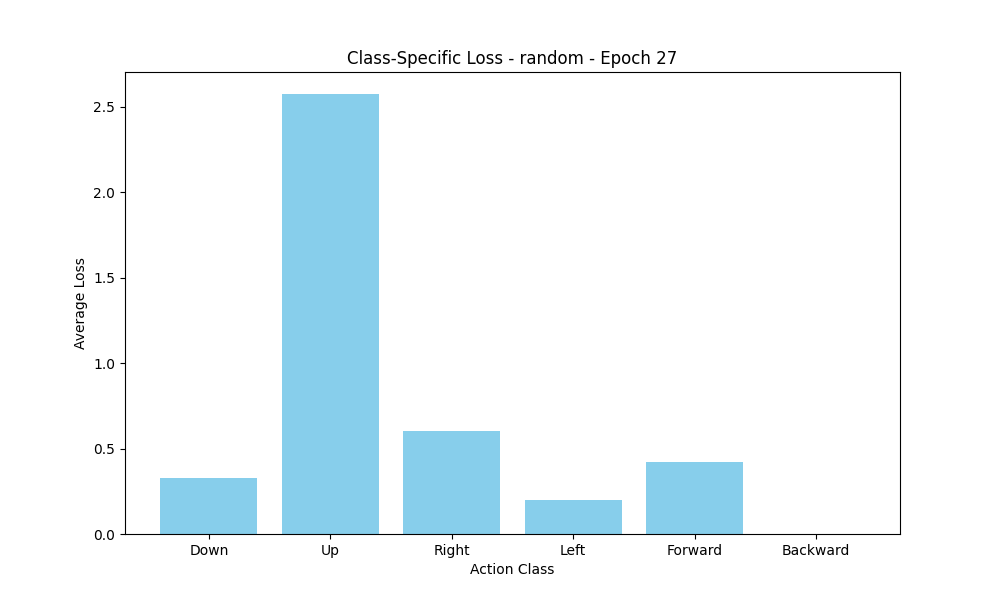 Class-Specific Loss - random - Epoch 27
Average Loss
2.5
2.0
1.5
1.0
0.5
0.0
Down Up Right Left Forward Backward
Action Class